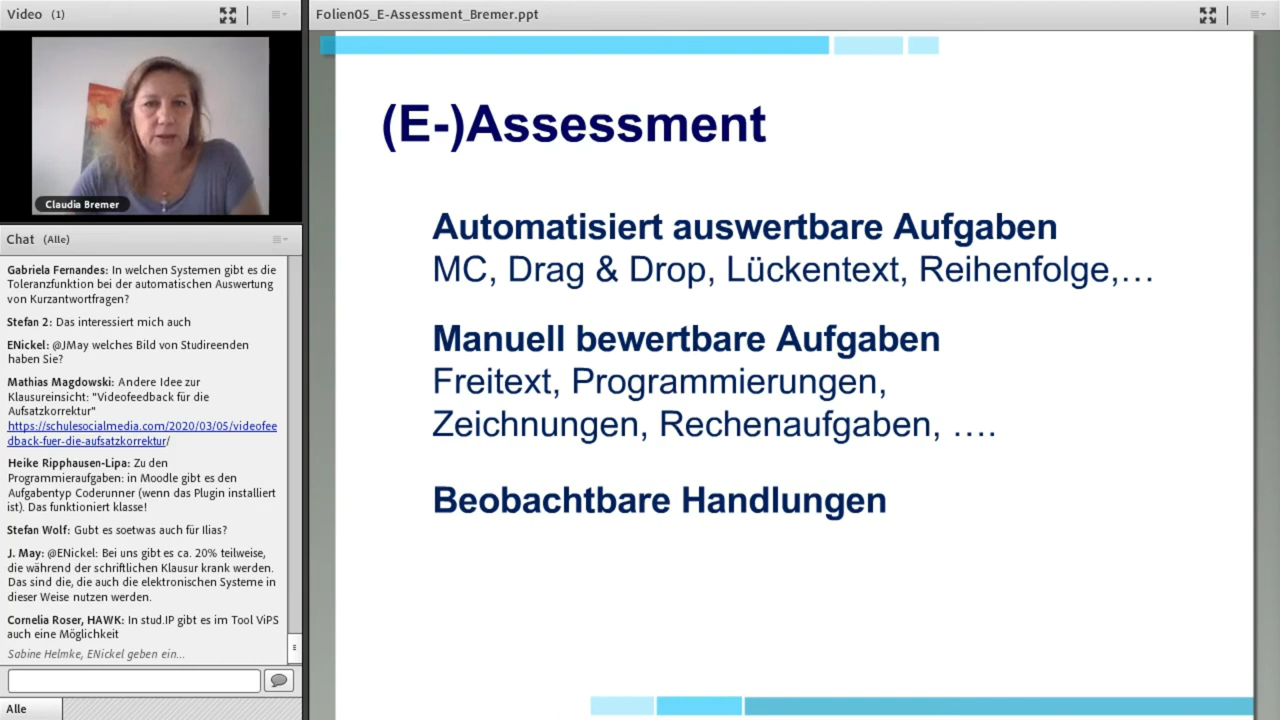 Video (1)
Folien05_E-Assessment_Bremer.ppt
Claudia Bremer
Chat (Alle)
Gabriela Fernandes: In welchen Systemen gibt es die
Toleranzfunktion bei der automatischen Auswertung
von Kurzantwortfragen?
Stefan 2: Das interessiert mich auch
ENickel: @JMay welches Bild von Studireenden
haben Sie?
Mathias Magdowski: Andere Idee zur
Klausureinsicht: "Videofeedback für die
Aufsatzkorrektur"
https://schulesocialmedia.com/2020/03/05/videofee
dback-fuer-die-aufsatzkorrektur/
Heike Ripphausen-Lipa: Zu den
Programmieraufgaben: in Moodle gibt es den
Aufgabentyp Coderunner (wenn das Plugin installiert
ist). Das funktioniert klasse!
Stefan Wolf: Gubt es soetwas auch für Ilias?
J. May: @ENickel: Bei uns gibt es ca. 20% teilweise,
die während der schriftlichen Klausur krank werden.
Das sind die, die auch die elektronischen Systeme in
dieser Weise nutzen werden.
Cornelia Roser, HAWK: In stud.IP gibt es im Tool ViPS
auch eine Möglichkeit
Sabine Helmke, ENickel geben ein...
Alle
(E-)Assessment
Automatisiert auswertbare Aufgaben
MC, Drag & Drop, Lückentext, Reihenfolge,…
Manuell bewertbare Aufgaben
Freitext, Programmierungen,
Zeichnungen, Rechenaufgaben, ….
Beobachtbare Handlungen